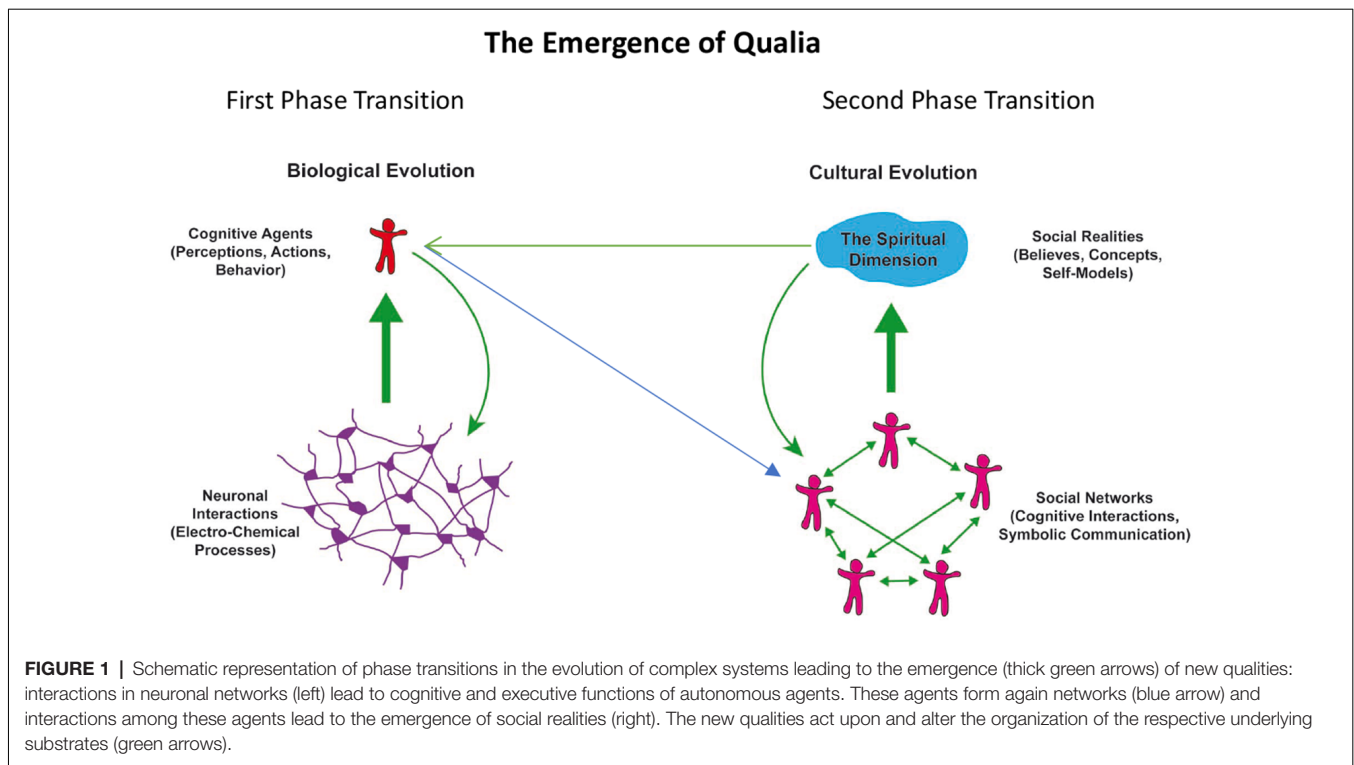 The Emergence of Qualia
First Phase Transition
Second Phase Transition
Biological Evolution
Cultural Evolution
Cognitive Agents
(Perceptions, Actions,
Behavior)
The Spiritual
Dimension
Social Realities
(Believes, Concepts,
Self-Models)
Neuronal
Interactions
(Electro-Chemical
Processes)
Social Networks
(Cognitive Interactions,
Symbolic Communication)
FIGURE 1 | Schematic representation of phase transitions in the evolution of complex systems leading to the emergence (thick green arrows) of new qualities:
interactions in neuronal networks (left) lead to cognitive and executive functions of autonomous agents. These agents form again networks (blue arrow) and
interactions among these agents lead to the emergence of social realities (right). The new qualities act upon and alter the organization of the respective underlying
substrates (green arrows).